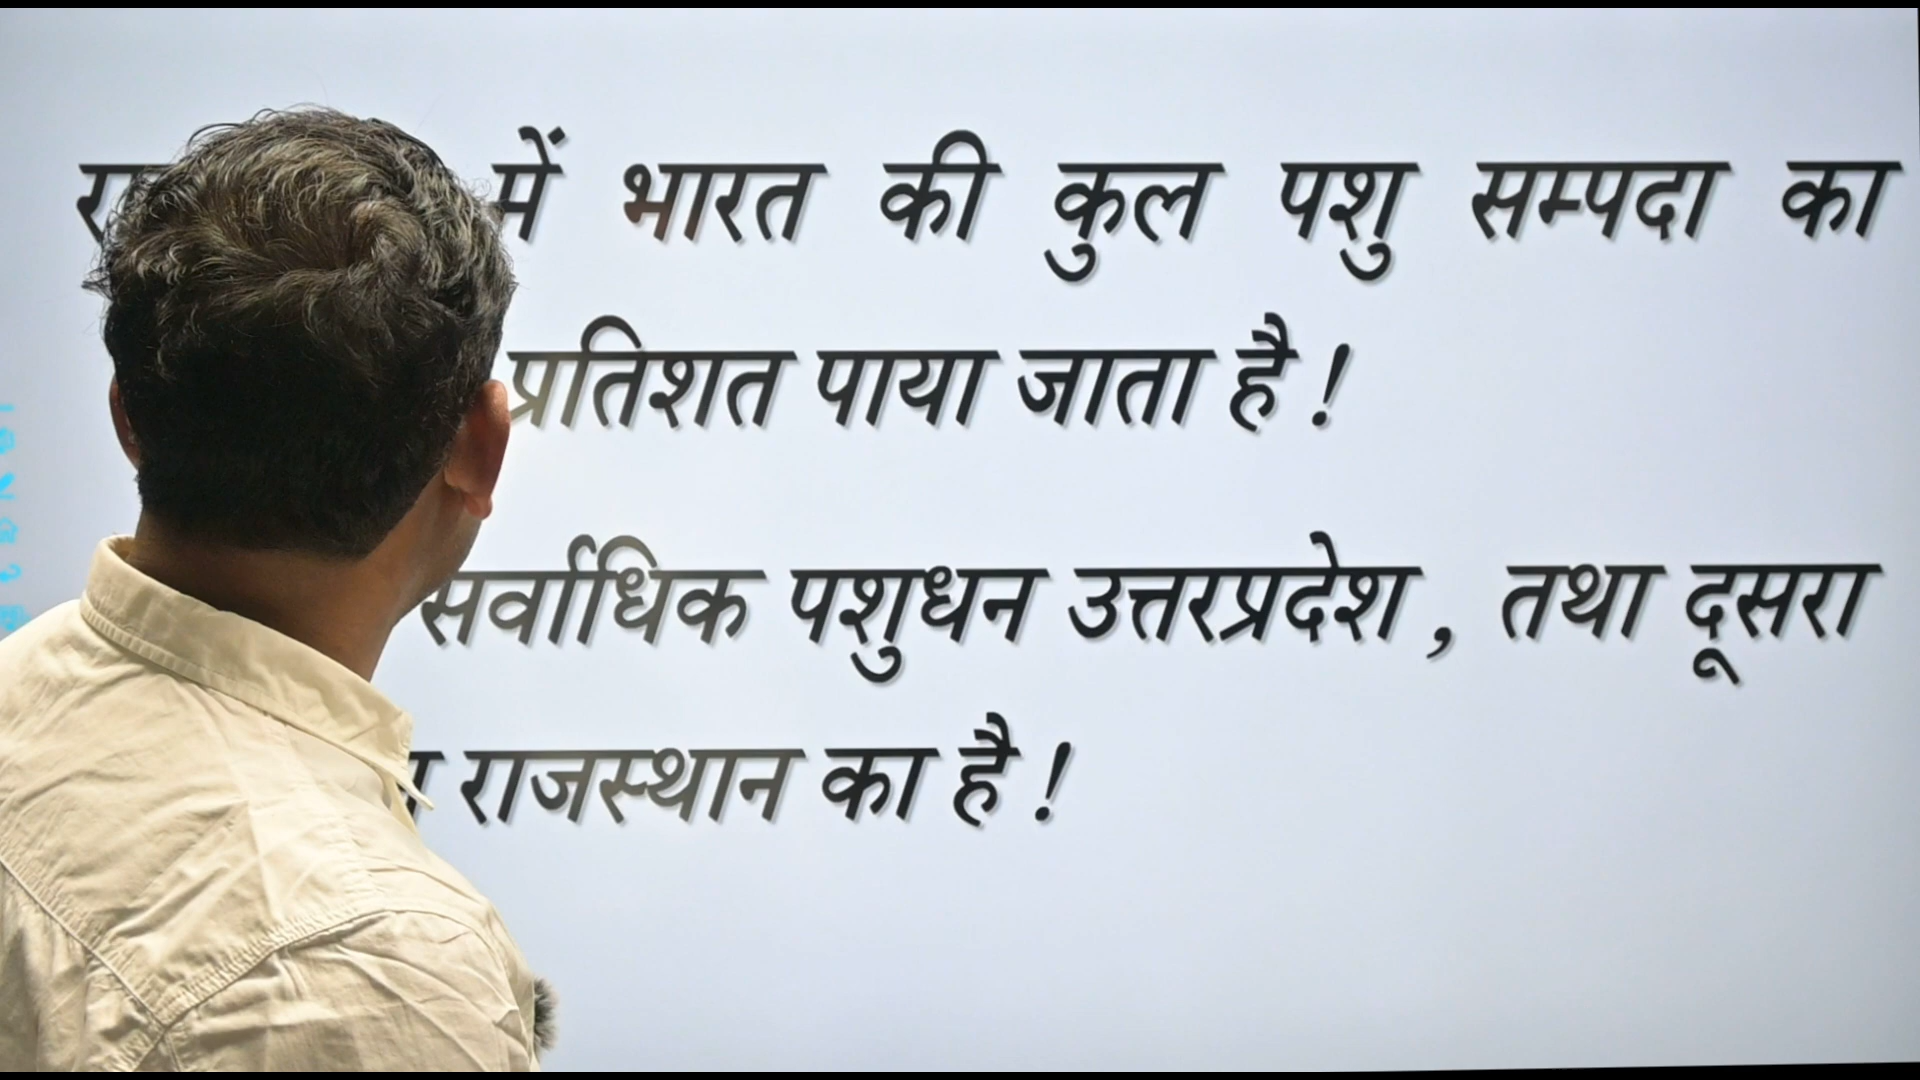 में भारत की कुल पशु सम्पदा का
प्रतिशत पाया जाता है !
सर्वाधिक पशुधन उत्तरप्रदेश , तथा दूसरा
राजस्थान का है !